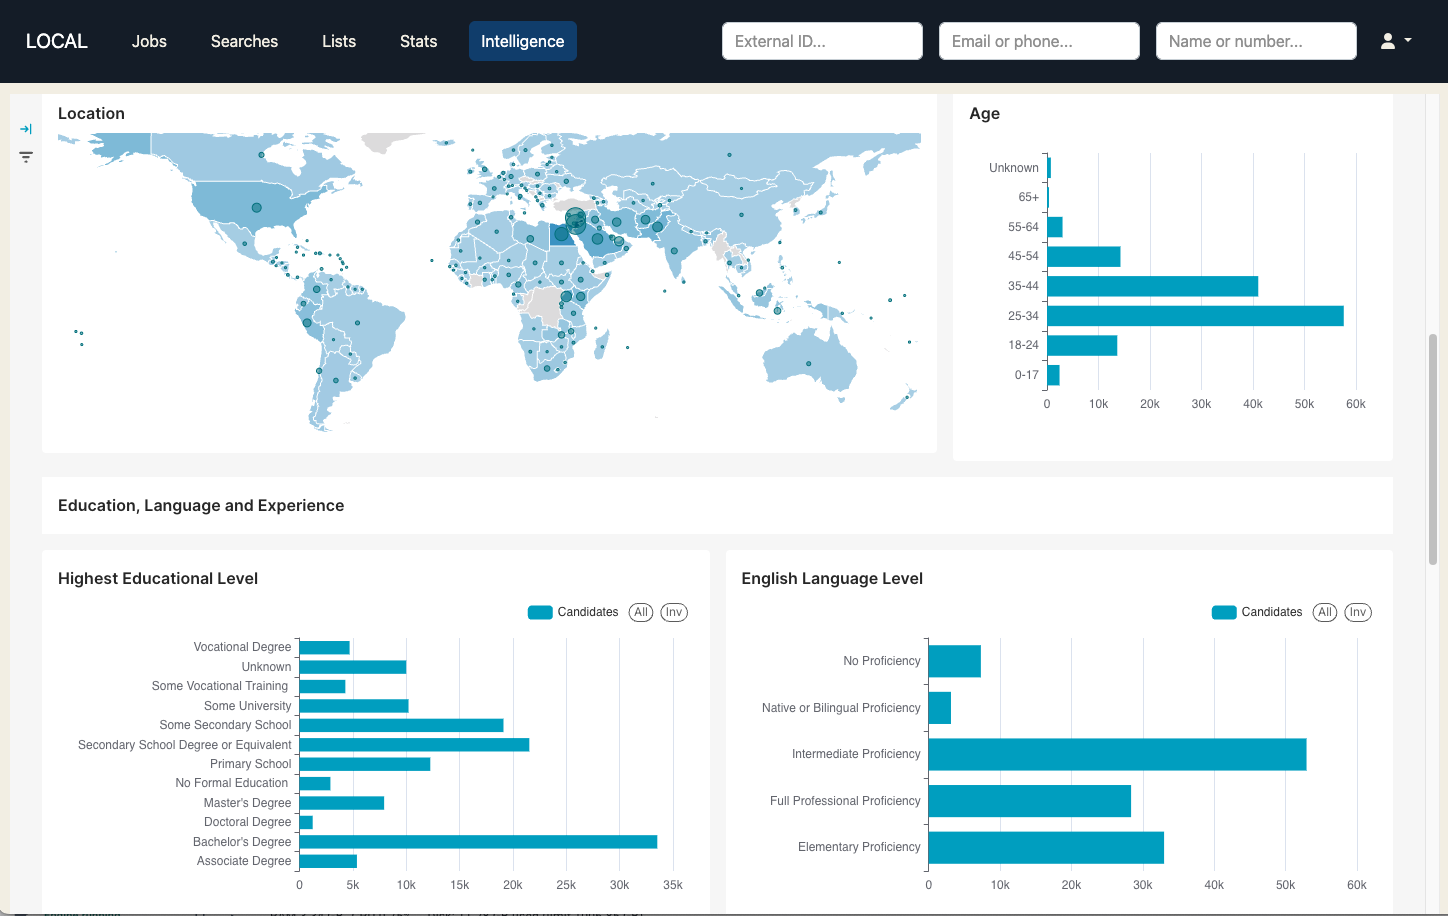 LOCAL Jobs Searches Lists Stats Intelligence External ID... Email or phone... Name or number...
Location
Age
Unknown
65+
55-64
45-54
35-44
25-34
18-24
0-17
0 10k 20k 30k 40k 50k 60k
Education, Language and Experience
Highest Educational Level
Candidates All Inv
Vocational Degree
Unknown
Some Vocational Training
Some University
Some Secondary School
Secondary School Degree or Equivalent
Primary School
No Formal Education
Master's Degree
Doctoral Degree
Bachelor's Degree
Associate Degree
0 5k 10k 15k 20k 25k 30k 35k
English Language Level
Candidates All Inv
No Proficiency
Native or Bilingual Proficiency
Intermediate Proficiency
Full Professional Proficiency
Elementary Proficiency
0 10k 20k 30k 40k 50k 60k